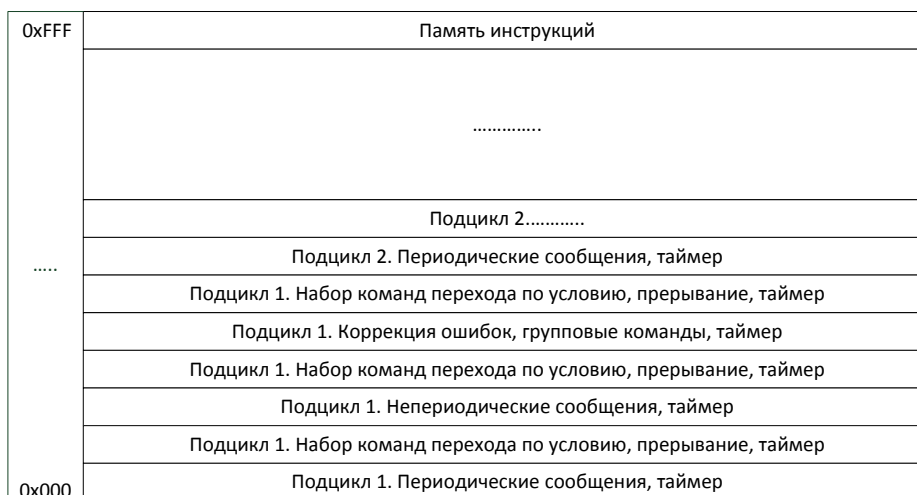 0xFFF Память инструкций
…………..
Подцикл 2…………
….. Подцикл 2. Периодические сообщения, таймер
Подцикл 1. Набор команд перехода по условию, прерывание, таймер
Подцикл 1. Коррекция ошибок, групповые команды, таймер
Подцикл 1. Набор команд перехода по условию, прерывание, таймер
Подцикл 1. Непериодические сообщения, таймер
Подцикл 1. Набор команд перехода по условию, прерывание, таймер
0x000 Подцикл 1. Периодические сообщения, таймер